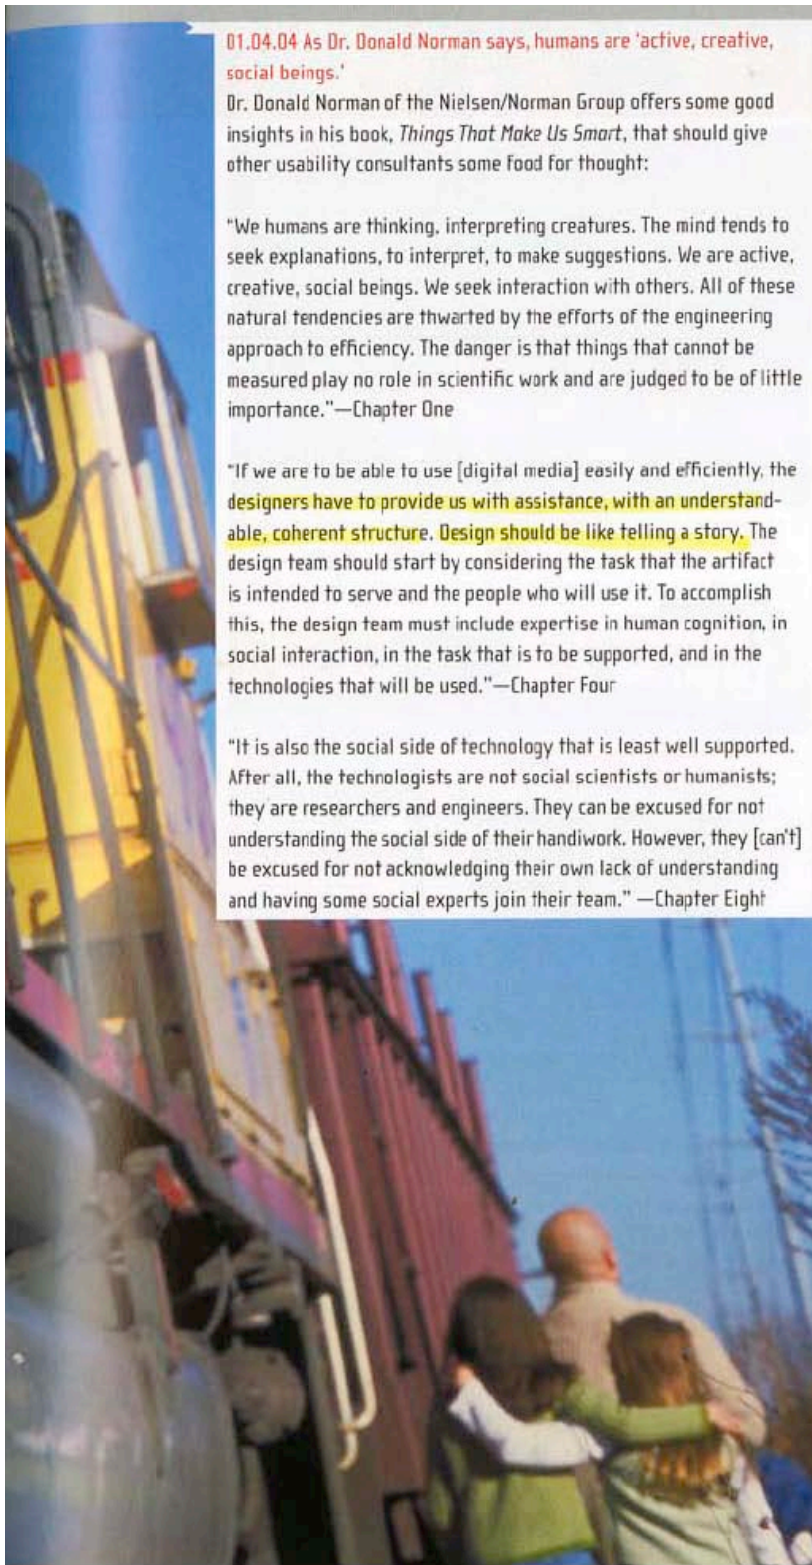 01.04.04 As Dr. Donald Norman says, humans are 'active, creative,
social beings.'
Dr. Donald Norman of the Nielsen/Norman Group offers some good
insights in his book, Things That Make Us Smart, that should give
other usability consultants some food for thought:
"We humans are thinking, interpreting creatures. The mind tends to
seek explanations, to interpret, to make suggestions. We are active,
creative, social beings. We seek interaction with others. All of these
natural tendencies are thwarted by the efforts of the engineering
approach to efficiency. The danger is that things that cannot be
measured play no role in scientific work and are judged to be of little
importance."—Chapter One
"If we are to be able to use [digital media] easily and efficiently, the
designers have to provide us with assistance, with an understand-
able, coherent structure. Design should be like telling a story. The
design team should start by considering the task that the artifact
is intended to serve and the people who will use it. To accomplish
this, the design team must include expertise in human cognition, in
social interaction, in the task that is to be supported, and in the
technologies that will be used."—Chapter Four
"It is also the social side of technology that is least well supported.
After all, the technologists are not social scientists or humanists;
they are researchers and engineers. They can be excused for not
understanding the social side of their handiwork. However, they [can't]
be excused for not acknowledging their own lack of understanding
and having some social experts join their team." —Chapter Eight